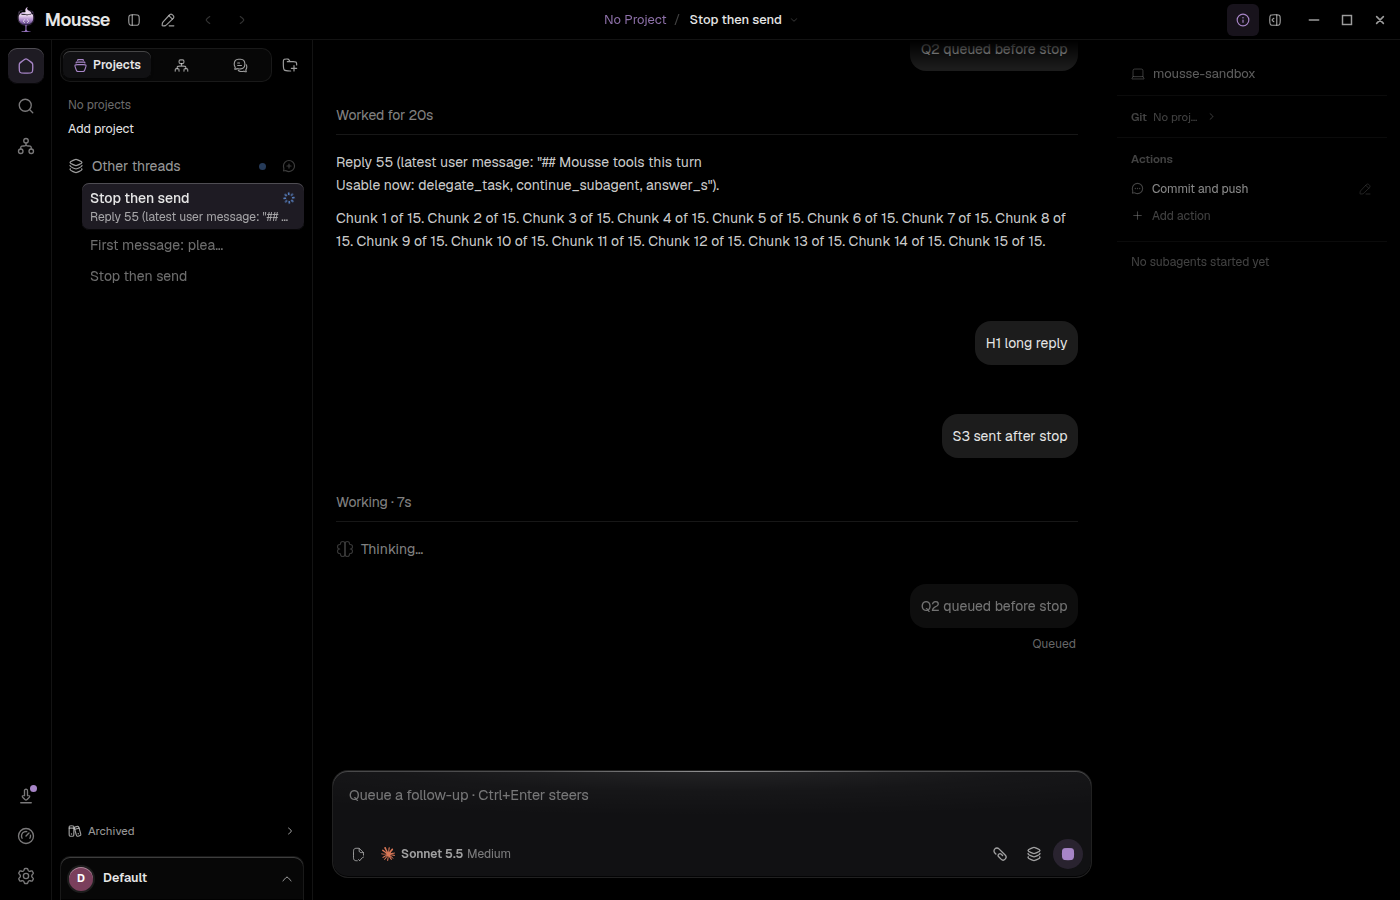 Mousse
No Project / Stop then send
Projects
No projects
Add project
Other threads
Stop then send
Reply 55 (latest user message: "## ...
First message: plea...
Stop then send
Archived
D
Default
Q2 queued before stop
Worked for 20s
Reply 55 (latest user message: "## Mousse tools this turn
Usable now: delegate_task, continue_subagent, answer_s").
Chunk 1 of 15. Chunk 2 of 15. Chunk 3 of 15. Chunk 4 of 15. Chunk 5 of 15. Chunk 6 of 15. Chunk 7 of 15. Chunk 8 of
15. Chunk 9 of 15. Chunk 10 of 15. Chunk 11 of 15. Chunk 12 of 15. Chunk 13 of 15. Chunk 14 of 15. Chunk 15 of 15.
H1 long reply
S3 sent after stop
Working · 7s
Thinking...
Q2 queued before stop
Queued
Queue a follow-up · Ctrl+Enter steers
Sonnet 5.5 Medium
mousse-sandbox
Git No proj...
Actions
Commit and push
Add action
No subagents started yet